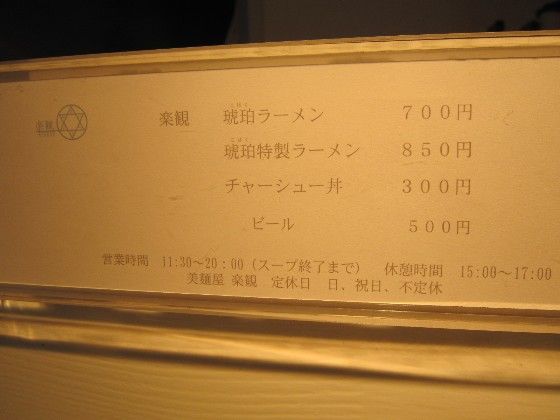 楽観
楽観 琥珀ラーメン 700円
琥珀特製ラーメン 850円
チャーシュー丼 300円
ビール 500円
営業時間 11:30～20:00(スープ終了まで) 休憩時間 15:00～17:00
美麺屋 楽観 定休日 日、祝日、不定休